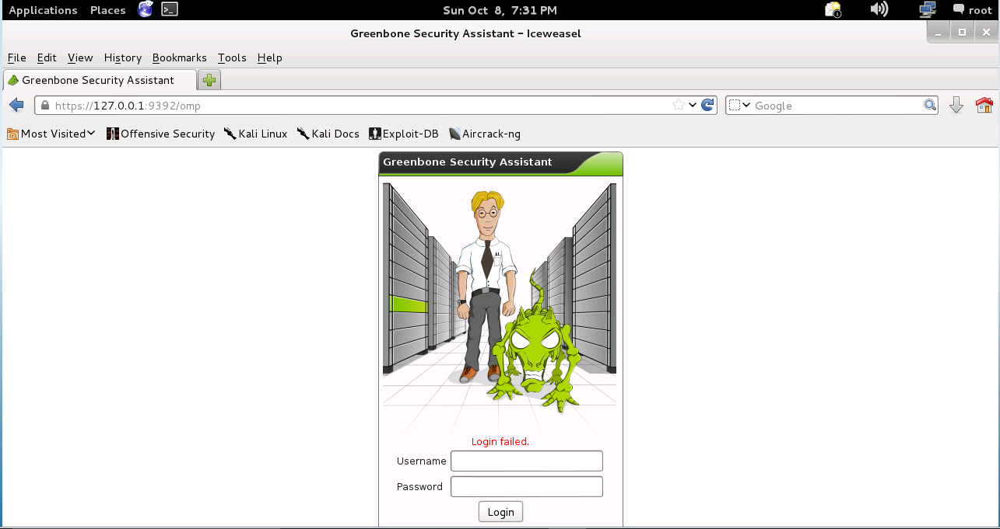 Applications Places Sun Oct 8, 7:31 PM 1 root
Greenbone Security Assistant - Iceweasel
File Edit View History Bookmarks Tools Help
Greenbone Security Assistant
https://127.0.0.1:9392/omp Google
Most Visited Offensive Security Kali Linux Kali Docs Exploit-DB Aircrack-ng
Greenbone Security Assistant
Login failed.
Username
Password
Login